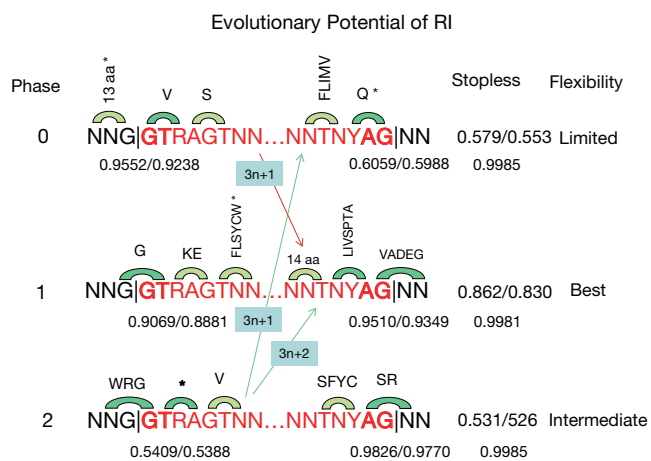 Evolutionary Potential of RI
Phase
Stopless
Flexibility
13 aa *
V
S
FLIMV
Q *
0
NNG|GTRAGTNN...NNTNYAG|NN
0.579/0.553
Limited
0.9552/0.9238
0.6059/0.5988
0.9985
3n+1
G
KE
FLSYCW *
14 aa
LIVSPTA
VADEG
1
NNG|GTRAGTNN...NNTNYAG|NN
0.862/0.830
Best
0.9069/0.8881
3n+1
0.9510/0.9349
0.9981
3n+2
WRG
*
V
SFYC
SR
2
NNG|GTRAGTNN...NNTNYAG|NN
0.531/526
Intermediate
0.5409/0.5388
0.9826/0.9770
0.9985